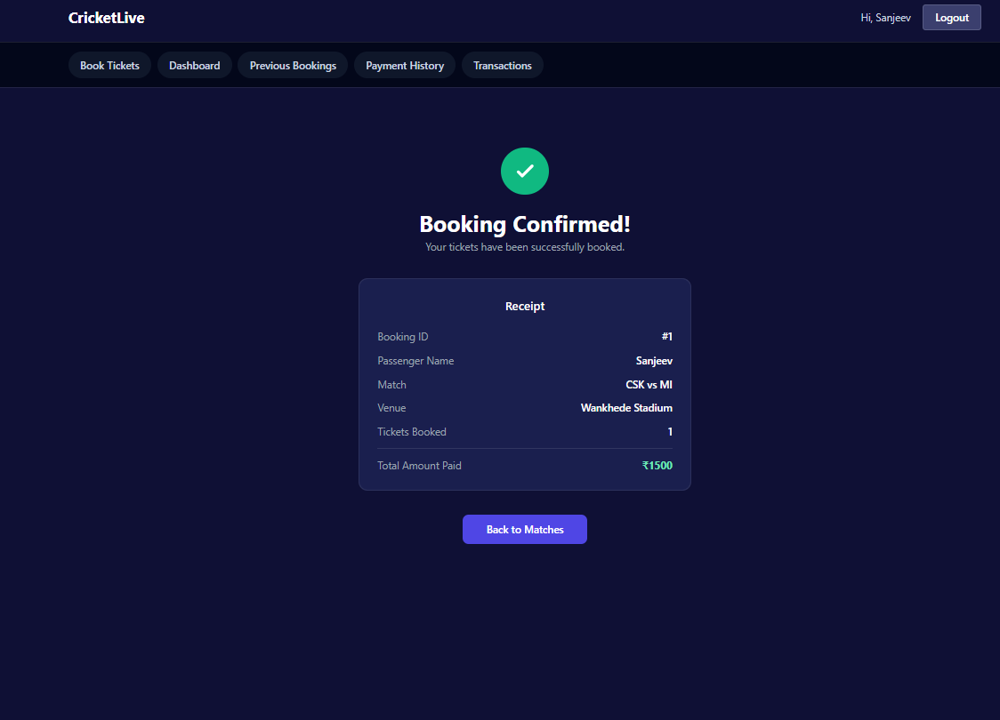 CricketLive
Hi, Sanjeev
Logout
Book Tickets
Dashboard
Previous Bookings
Payment History
Transactions
Booking Confirmed!
Your tickets have been successfully booked.
Receipt
Booking ID #1
Passenger Name Sanjeev
Match CSK vs MI
Venue Wankhede Stadium
Tickets Booked 1
Total Amount Paid ₹1500
Back to Matches